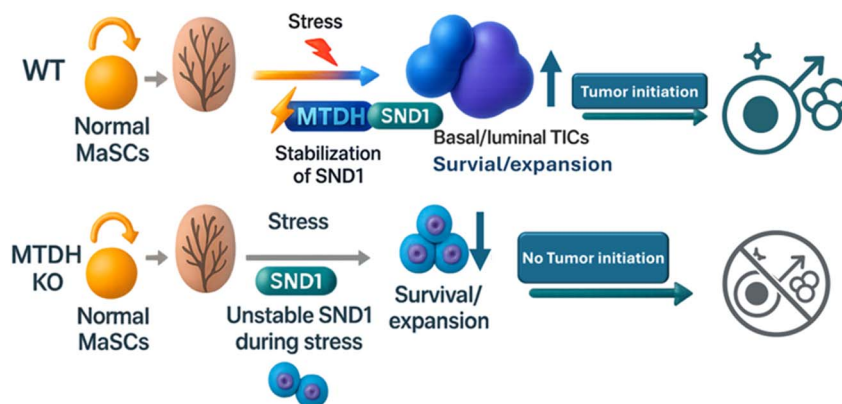 WT
Normal
MaSCs
Stress
MTDH
SND1
Stabilization
of SND1
Basal/luminal TICs
Survial/expansion
Tumor initiation
MTDH
KO
Normal
MaSCs
Stress
SND1
Unstable SND1
during stress
Survival/
expansion
No Tumor initiation